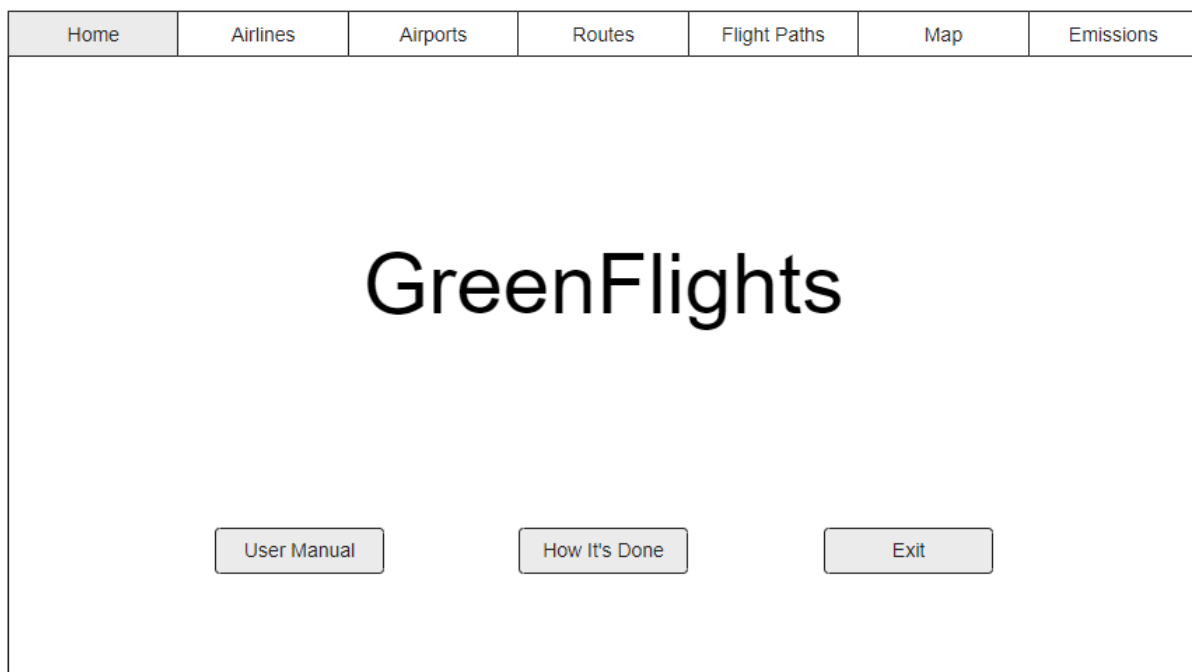 Home Airlines Airports Routes Flight Paths Map Emissions
GreenFlights
User Manual How It's Done Exit